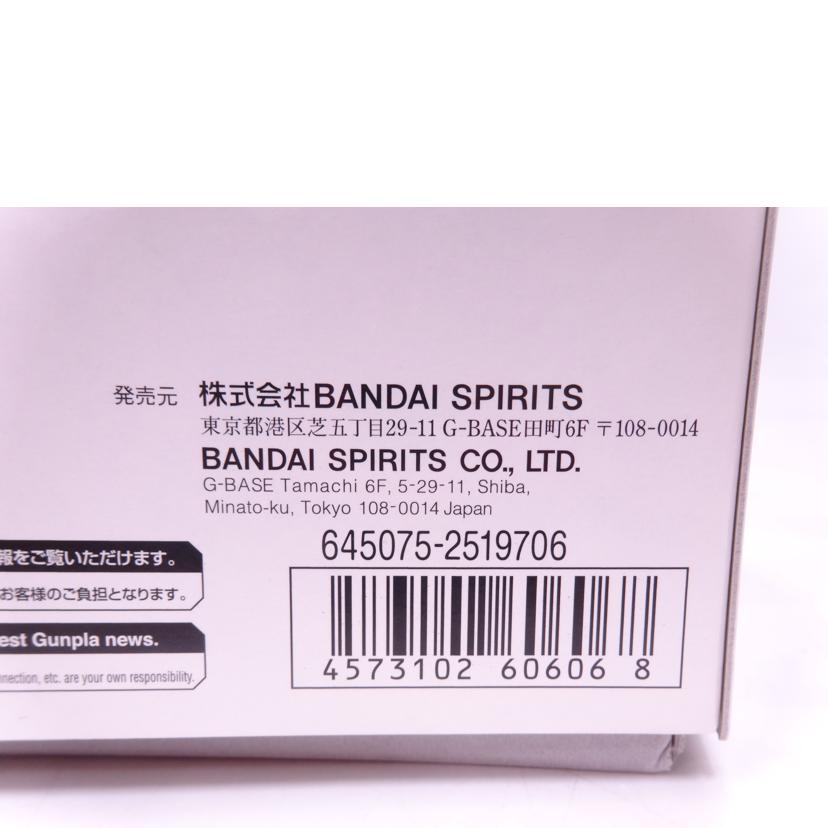 発売元 株式会社BANDAI SPIRITS
東京都港区芝五丁目29-11 G-BASE田町6F 〒108-0014
BANDAI SPIRITS CO., LTD.
G-BASE Tamachi 6F, 5-29-11, Shiba,
Minato-ku, Tokyo 108-0014 Japan
645075-2519706
4573102 60606 8
報をご覧いただけます。
お客様のご負担となります。
est Gunpla news.
nnection, etc. are your own responsibility.